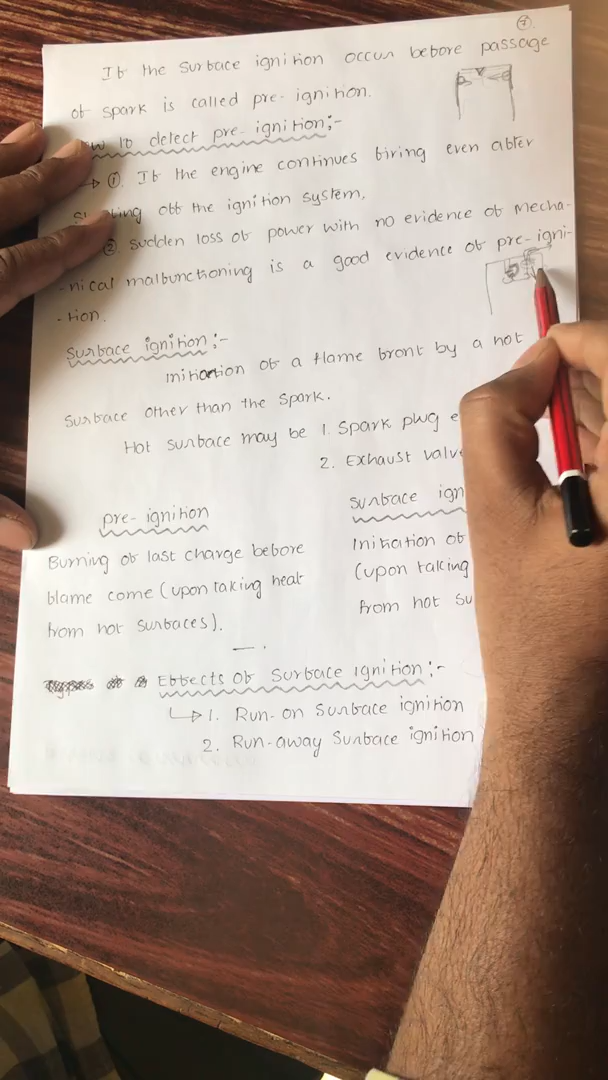 7
If the surface ignition occur before passage
of spark is called pre-ignition.
to detect pre-ignition:-
→ ①. If the engine continues firing even after
off the ignition system,
②. Sudden loss of power with no evidence of mecha-
-nical malfunctioning is a good evidence of pre-igni-
-tion.
Surface ignition:-
Initiation of a flame front by a hot
surface other than the spark.
Hot surface may be 1. Spark plug
2. Exhaust
pre-ignition
surface
Burning of last charge before
flame come (upon taking heat
from hot surfaces).
Initiation of
(upon taking
from hot
Effects of Surface Ignition:-
↳ 1. Run-on Surface ignition
2. Run-away Surface ignition